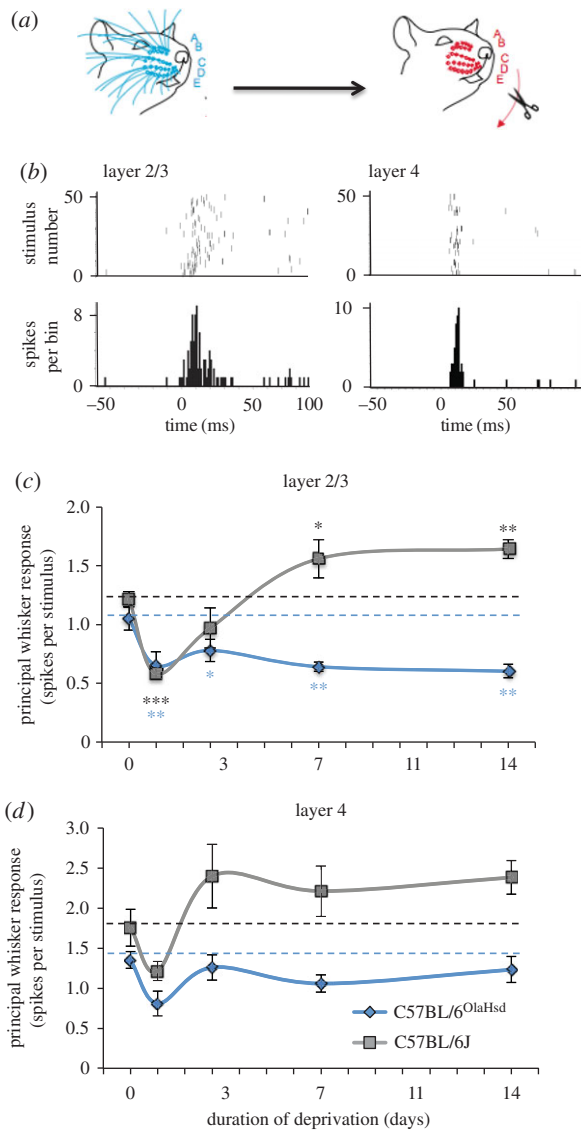 (a)
A
B
C
D
E
A
B
C
D
E
(b)
layer 2/3
layer 4
stimulus
number
50
0
50
0
spikes
per bin
8
0
10
0
−50
0
50
100
time (ms)
−50
0
50
time (ms)
(c)
layer 2/3
principal whisker response
(spikes per stimulus)
2.0
1.5
1.0
0.5
0
*
**
***
**
*
**
**
0
3
7
11
14
(d)
layer 4
principal whisker response
(spikes per stimulus)
3.0
2.5
2.0
1.5
1.0
0.5
0
C57BL/6OlaHsd
C57BL/6J
0
3
7
11
14
duration of deprivation (days)